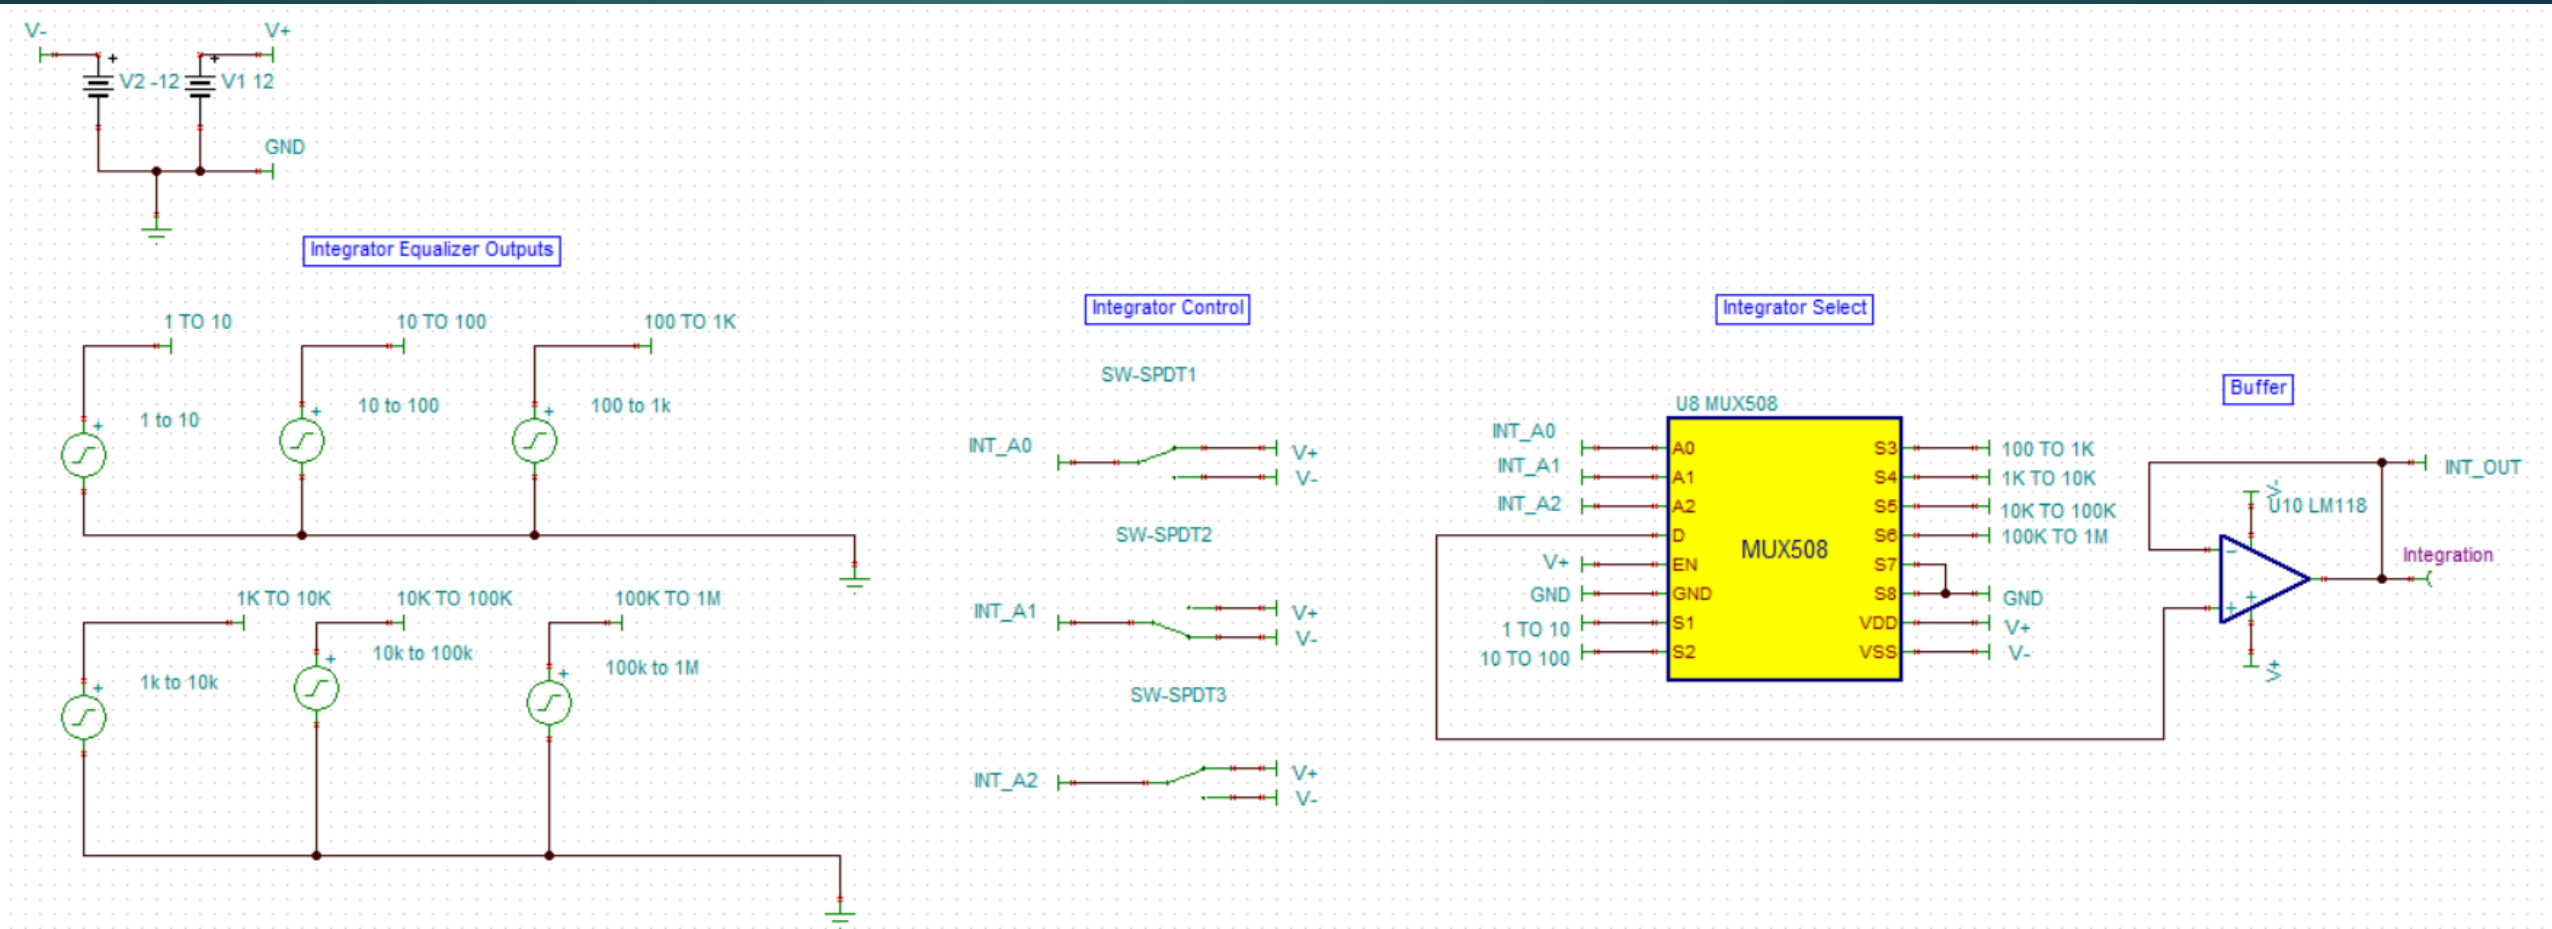 V-
V+
+
+
V2 -12
V1 12
GND
Integrator Equalizer Outputs
1 TO 10
10 TO 100
100 TO 1K
+
1 to 10
+
10 to 100
+
100 to 1k
1K TO 10K
10K TO 100K
100K TO 1M
+
1k to 10k
+
10k to 100k
+
100k to 1M
Integrator Control
SW-SPDT1
INT_A0
V+
V-
SW-SPDT2
INT_A1
V+
V-
SW-SPDT3
INT_A2
V+
V-
Integrator Select
U8 MUX508
INT_A0
INT_A1
INT_A2
V+
GND
1 TO 10
10 TO 100
A0
A1
A2
D
EN
GND
S1
S2
MUX508
S3
S4
S5
S6
S7
S8
VDD
VSS
100 TO 1K
1K TO 10K
10K TO 100K
100K TO 1M
GND
V+
V-
Buffer
INT_OUT
V-
U10 LM118
-
+
+
Integration
V+